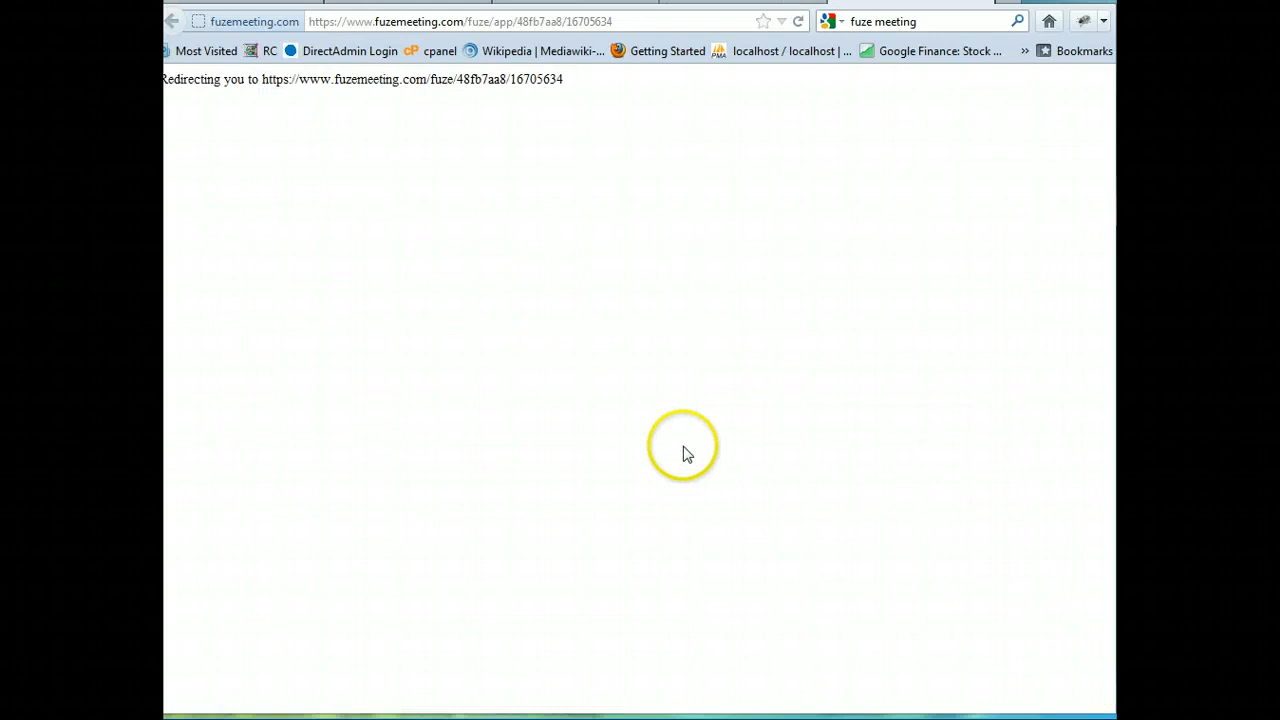 fuzemeeting.com https://www.fuzemeeting.com/fuze/app/48fb7aa8/16705634 fuze meeting
Most Visited RC DirectAdmin Login cP cpanel Wikipedia | Mediawiki-... Getting Started PMA localhost / localhost | ... Google Finance: Stock ... » Bookmarks
Redirecting you to https://www.fuzemeeting.com/fuze/48fb7aa8/16705634